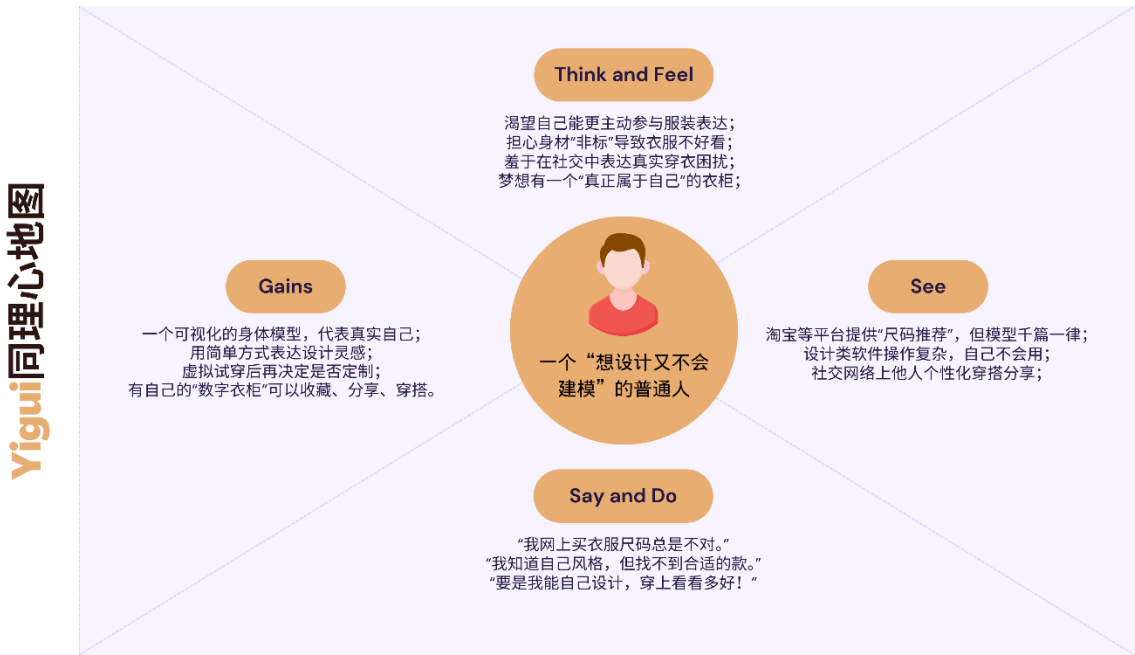 Yigui同理心地图
Think and Feel
渴望自己能更主动参与服装表达；
担心身材“非标”导致衣服不好看；
羞于在社交中表达真实穿衣困扰；
梦想有一个“真正属于自己”的衣柜；
Gains
一个可视化的身体模型，代表真实自己；
用简单方式表达设计灵感；
虚拟试穿后再决定是否定制；
有自己的“数字衣柜”可以收藏、分享、穿搭。
一个“想设计又不会
建模”的普通人
See
淘宝等平台提供“尺码推荐”，但模型千篇一律；
设计类软件操作复杂，自己不会用；
社交网络上他人个性化穿搭分享；
Say and Do
“我网上买衣服尺码总是不对。”
“我知道自己风格，但找不到合适的款。”
“要是我能自己设计，穿上看看多好！“